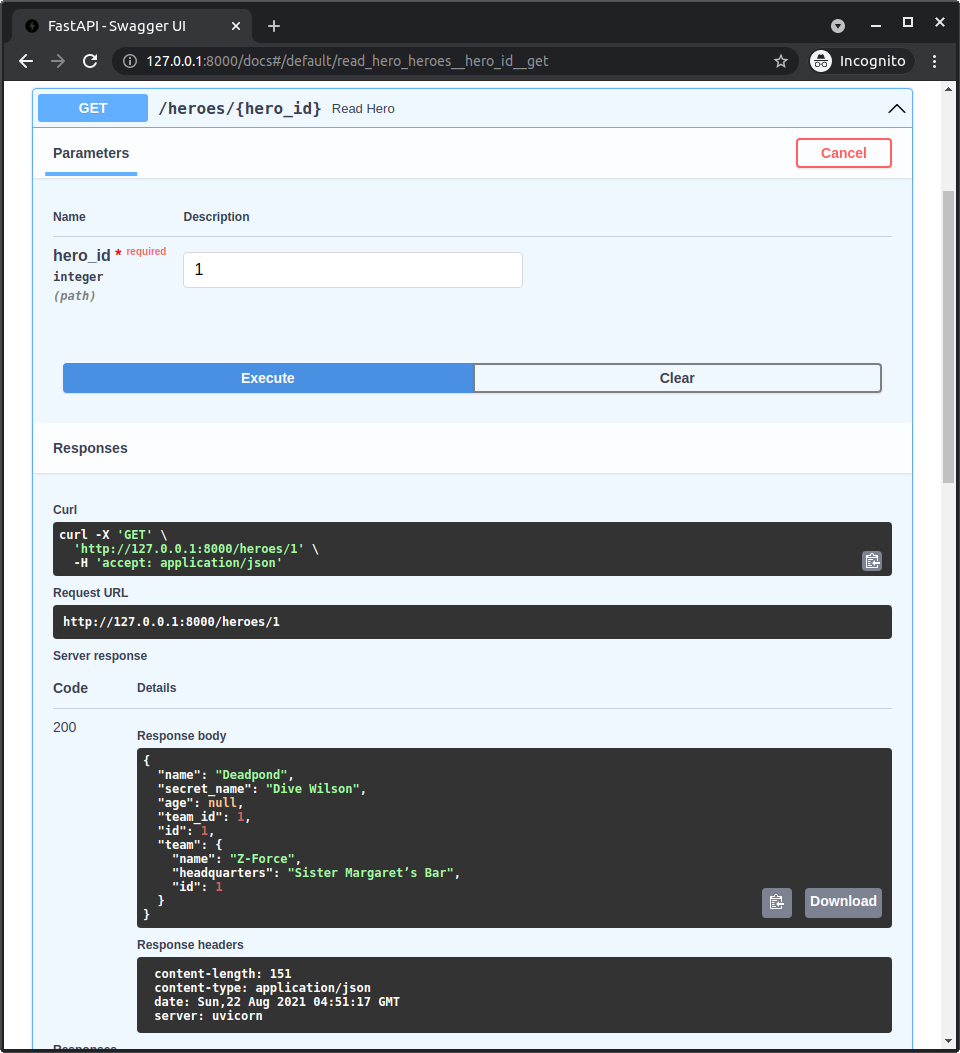 FastAPI - Swagger UI
127.0.0.1:8000/docs#/default/read_hero_heroes__hero_id__get
Incognito
GET /heroes/{hero_id} Read Hero
Parameters
Cancel
Name Description
hero_id * required
1
integer
(path)
Execute Clear
Responses
Curl
curl -X 'GET' \
'http://127.0.0.1:8000/heroes/1' \
-H 'accept: application/json'
Request URL
http://127.0.0.1:8000/heroes/1
Server response
Code Details
200
Response body
{
"name": "Deadpond",
"secret_name": "Dive Wilson",
"age": null,
"team_id": 1,
"id": 1,
"team": {
"name": "Z-Force",
"headquarters": "Sister Margaret’s Bar",
"id": 1
}
}
Download
Response headers
content-length: 151
content-type: application/json
date: Sun,22 Aug 2021 04:51:17 GMT
server: uvicorn
Responses